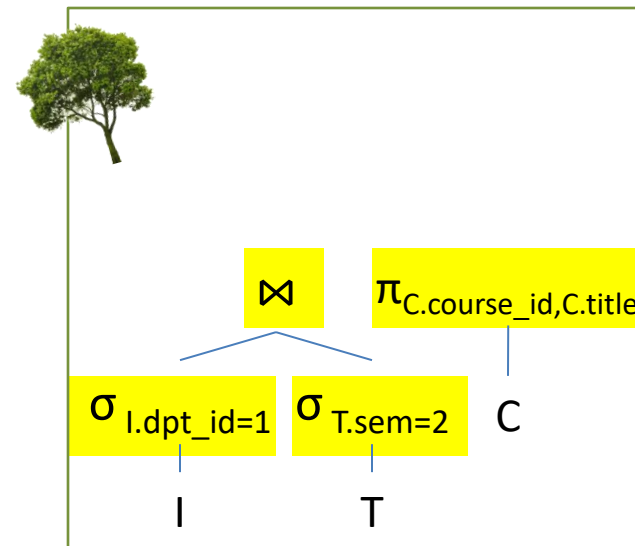 ⋈ π C.course_id,C.title
σ I.dpt_id=1 σ T.sem=2 C
I T